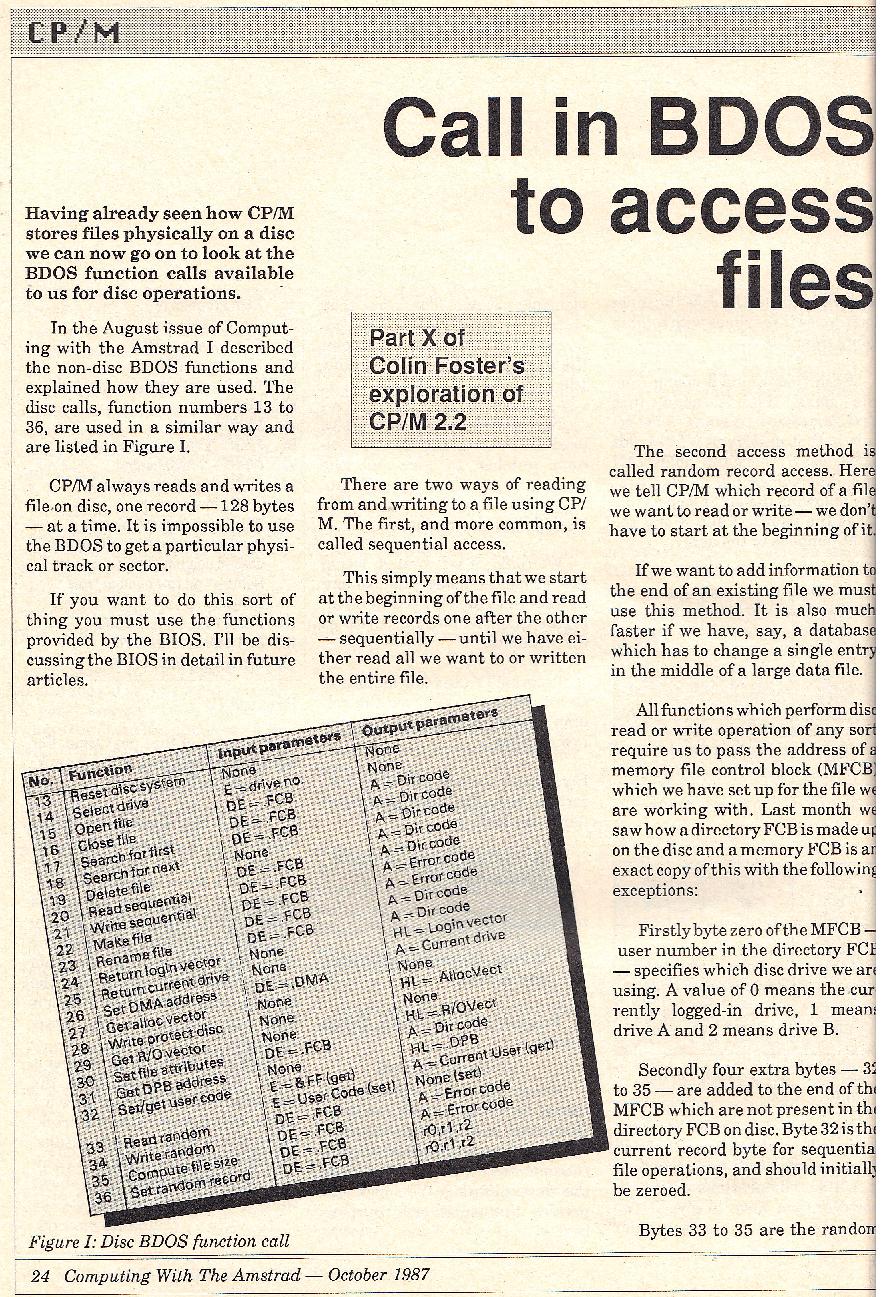 CP/M
Call in BDOS
to access
files
Having already seen how CP/M
stores files physically on a disc
we can now go on to look at the
BDOS function calls available
to us for disc operations.
In the August issue of Comput-
ing with the Amstrad I described
the non-disc BDOS functions and
explained how they are used. The
disc calls, function numbers 13 to
36, are used in a similar way and
are listed in Figure I.
CP/M always reads and writes a
file on disc, one record — 128 bytes
— at a time. It is impossible to use
the BDOS to get a particular physi-
cal track or sector.
If you want to do this sort of
thing you must use the functions
provided by the BIOS. I'll be dis-
cussing the BIOS in detail in future
articles.
Part X of
Colin Foster's
exploration of
CP/M 2.2
There are two ways of reading
from and writing to a file using CP/
M. The first, and more common, is
called sequential access.
This simply means that we start
at the beginning of the file and read
or write records one after the other
— sequentially — until we have ei-
ther read all we want to or written
the entire file.
The second access method is
called random record access. Here
we tell CP/M which record of a file
we want to read or write — we don't
have to start at the beginning of it.
If we want to add information to
the end of an existing file we must
use this method. It is also much
faster if we have, say, a database
which has to change a single entry
in the middle of a large data file.
All functions which perform disc
read or write operation of any sort
require us to pass the address of a
memory file control block (MFCB)
which we have set up for the file we
are working with. Last month we
saw how a directory FCB is made up
on the disc and a memory FCB is an
exact copy of this with the following
exceptions:
Firstly byte zero of the MFCB —
user number in the directory FCB
— specifies which disc drive we are
using. A value of 0 means the cur-
rently logged-in drive, 1 means
drive A and 2 means drive B.
Secondly four extra bytes — 32
to 35 — are added to the end of the
MFCB which are not present in the
directory FCB on disc. Byte 32 is the
current record byte for sequential
file operations, and should initially
be zeroed.
Bytes 33 to 35 are the random
No. Function Input parameters Output parameters
13 Reset disc system None None
14 Select drive E = drive no. None
15 Open file DE = .FCB A = Dir code
16 Close file DE = .FCB A = Dir code
17 Search for first DE = .FCB A = Dir code
18 Search for next None A = Dir code
19 Delete file DE = .FCB A = Dir code
20 Read sequential DE = .FCB A = Error code
21 Write sequential DE = .FCB A = Error code
22 Make file DE = .FCB A = Dir code
23 Rename file DE = .FCB A = Dir code
24 Return login vector None HL = Login vector
25 Return current drive None A = Current drive
26 Set DMA address DE = .DMA None
27 Get alloc vector None HL = .AllocVect
28 Write protect disc None None
29 Get R/O vector None HL = R/OVect
30 Set file attributes DE = .FCB A = Dir code
31 Get DPB address None HL = .DPB
32 Set/get user code E = &FF (get) A = Current User (get)
E = User Code (set) None (set)
33 Read random DE = .FCB A = Error code
34 Write random DE = .FCB A = Error code
35 Compute file size DE = .FCB r0,r1,r2
36 Set random record DE = .FCB r0,r1,r2
Figure I: Disc BDOS function call
24 Computing With The Amstrad — October 1987